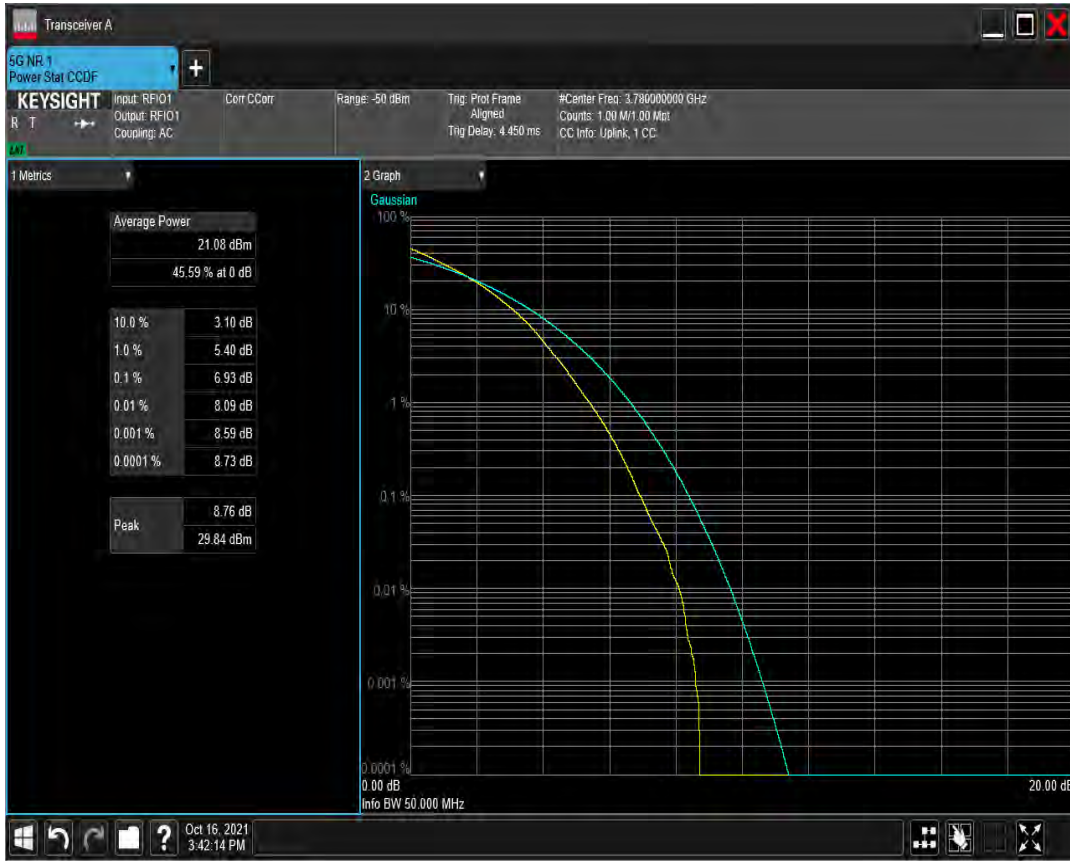 Transceiver A
5G NR 1
Power Stat CCDF
+
KEYSIGHT
R T
LXI
Input: RFIO1
Output: RFIO1
Coupling: AC
Corr CCorr
Range: -50 dBm
Trig: Prot Frame
Aligned
Trig Delay: 4.450 ms
#Center Freq: 3.780000000 GHz
Counts: 1.00 M/1.00 Mpt
CC Info: Uplink, 1 CC
1 Metrics
Average Power
21.08 dBm
45.59 % at 0 dB
10.0 % 3.10 dB
1.0 % 5.40 dB
0.1 % 6.93 dB
0.01 % 8.09 dB
0.001 % 8.59 dB
0.0001 % 8.73 dB
Peak
8.76 dB
29.84 dBm
2 Graph
Gaussian
100 %
10 %
1 %
0.1 %
0.01 %
0.001 %
0.0001 %
0.00 dB
20.00 dB
Info BW 50.000 MHz
?
Oct 16, 2021
3:42:14 PM